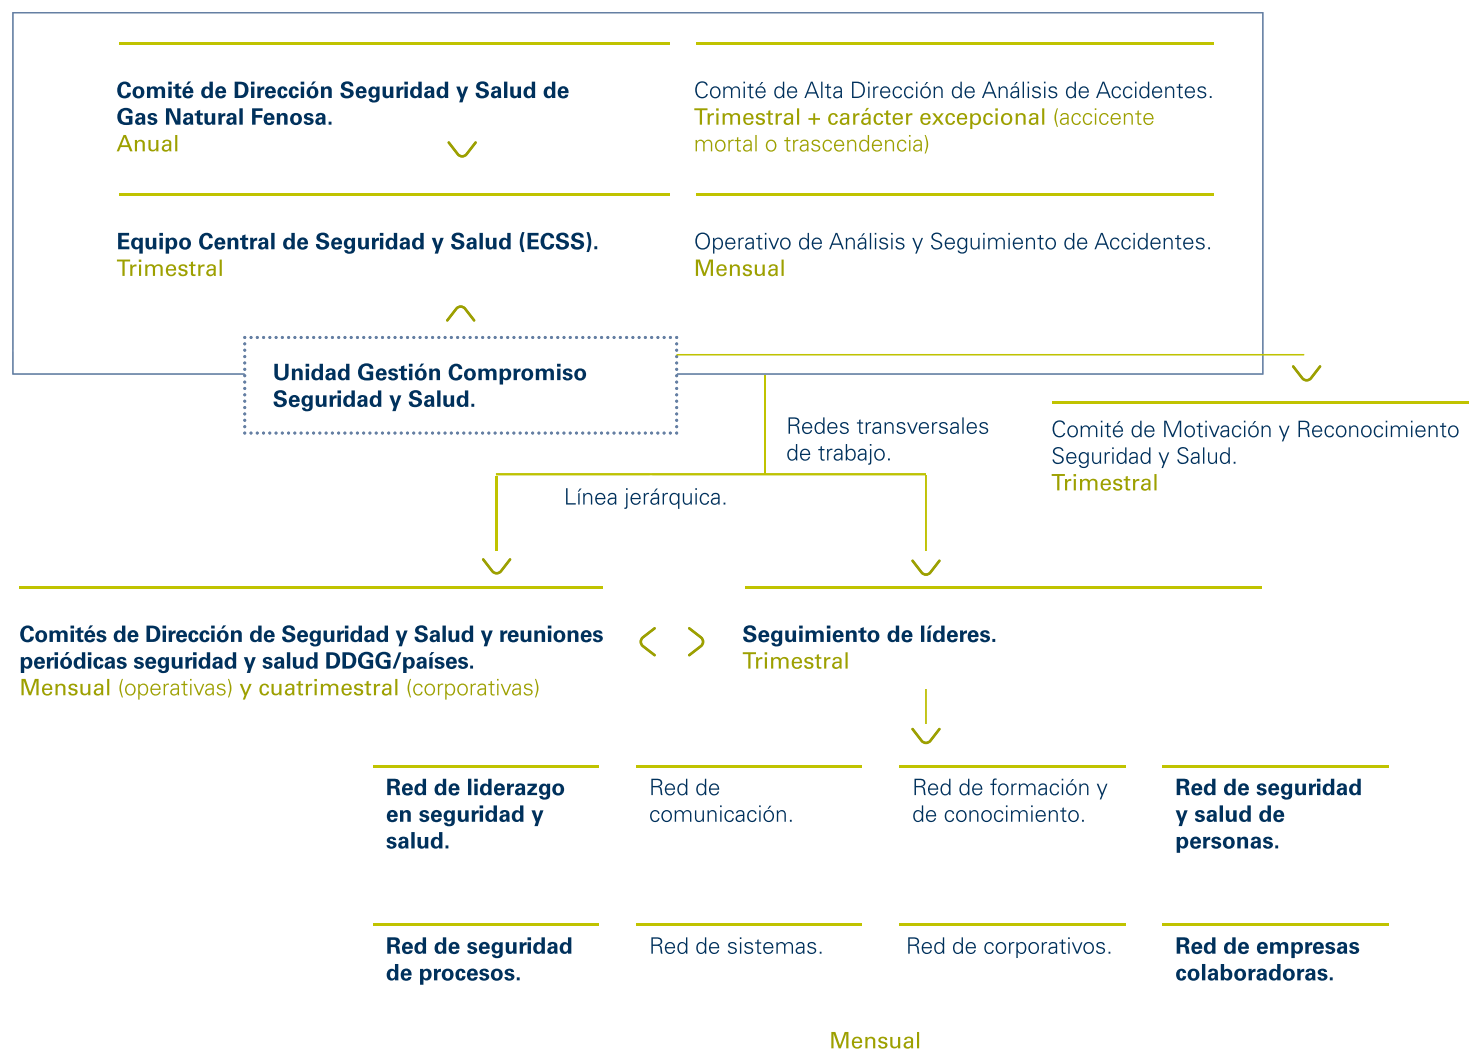 Comité de Dirección Seguridad y Salud de
Gas Natural Fenosa.
Anual
Comité de Alta Dirección de Análisis de Accidentes.
Trimestral + carácter excepcional (accicente
mortal o trascendencia)
Equipo Central de Seguridad y Salud (ECSS).
Trimestral
Operativo de Análisis y Seguimiento de Accidentes.
Mensual
Unidad Gestión Compromiso
Seguridad y Salud.
Redes transversales
de trabajo.
Comité de Motivación y Reconocimiento
Seguridad y Salud.
Trimestral
Línea jerárquica.
Comités de Dirección de Seguridad y Salud y reuniones
periódicas seguridad y salud DDGG/países.
Mensual (operativas) y cuatrimestral (corporativas)
Seguimiento de líderes.
Trimestral
Red de liderazgo
en seguridad y
salud.
Red de
comunicación.
Red de formación y
de conocimiento.
Red de seguridad
y salud de
personas.
Red de seguridad
de procesos.
Red de sistemas.
Red de corporativos.
Red de empresas
colaboradoras.
Mensual